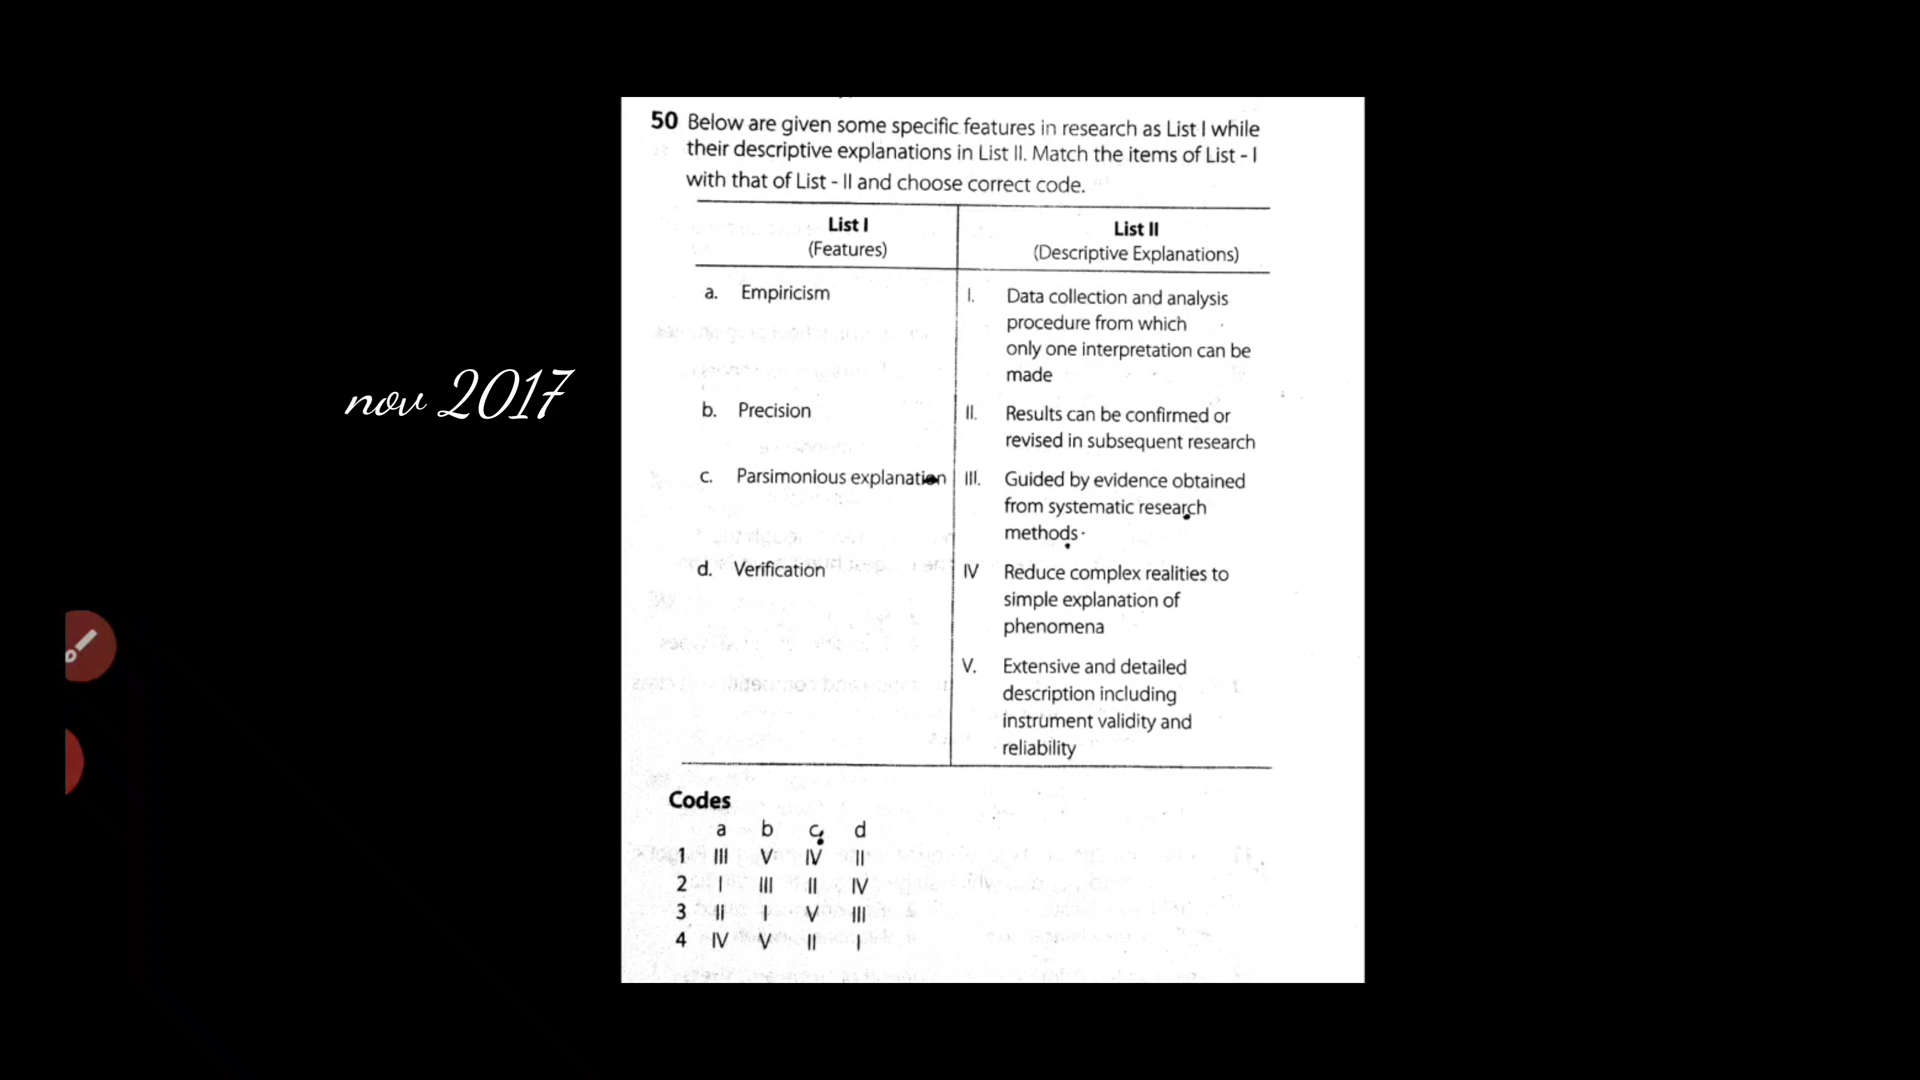 nov 2017
50 Below are given some specific features in research as List I while
their descriptive explanations in List II. Match the items of List - I
with that of List - II and choose correct code.
List I
(Features)
List II
(Descriptive Explanations)
a. Empiricism
I. Data collection and analysis
procedure from which
only one interpretation can be
made
b. Precision
II. Results can be confirmed or
revised in subsequent research
c. Parsimonious explanation
III. Guided by evidence obtained
from systematic research
methods
d. Verification
IV Reduce complex realities to
simple explanation of
phenomena
V. Extensive and detailed
description including
instrument validity and
reliability
Codes
a b c d
1 III V IV II
2 I III II IV
3 II I V III
4 IV V II I